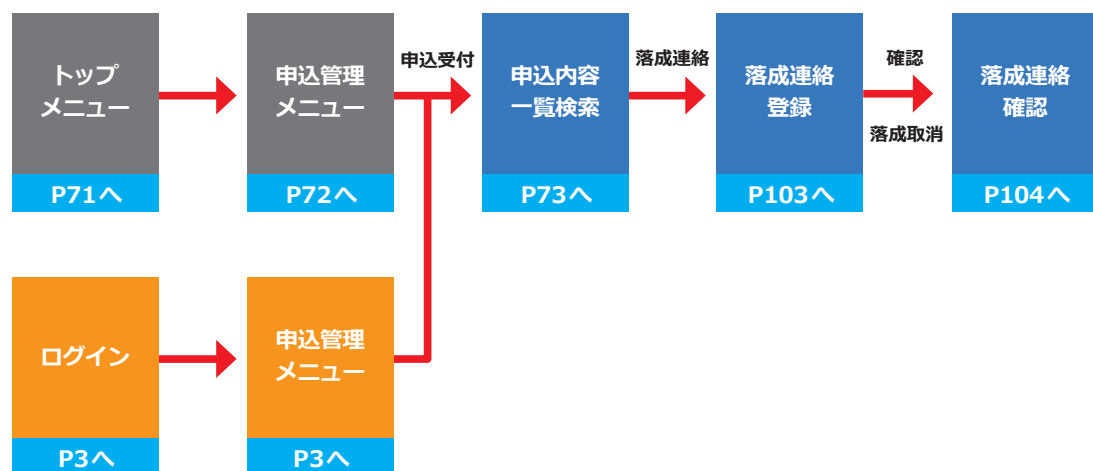 トップ
メニュー
P71へ
申込管理
メニュー
P72へ
申込受付
申込内容
一覧検索
P73へ
落成連絡
落成連絡
登録
P103へ
確認
落成取消
落成連絡
確認
P104へ
ログイン
P3へ
申込管理
メニュー
P3へ